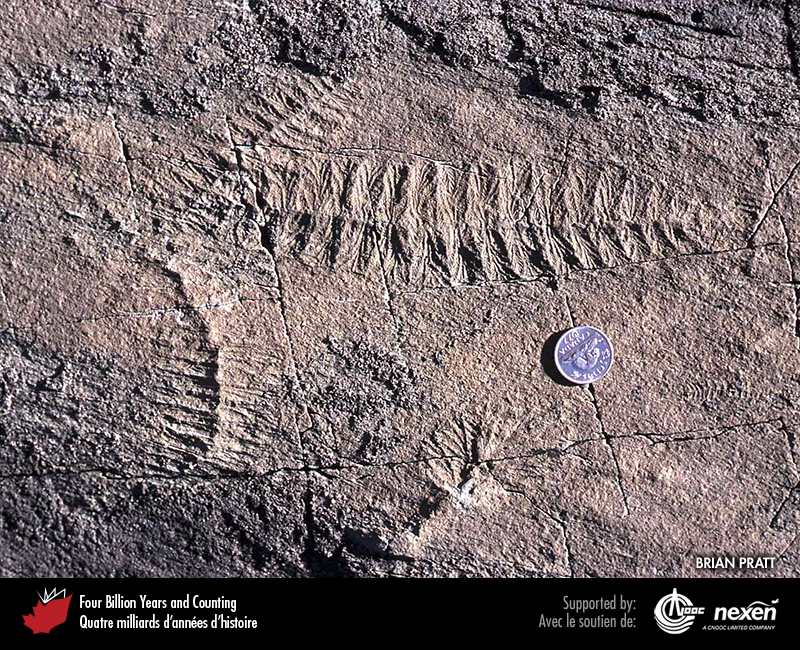 BRIAN PRATT
Four Billion Years and Counting
Quatre milliards d'années d'histoire
Supported by:
Avec le soutien de:
CNOOC
nexen
A CNOOC LIMITED COMPANY